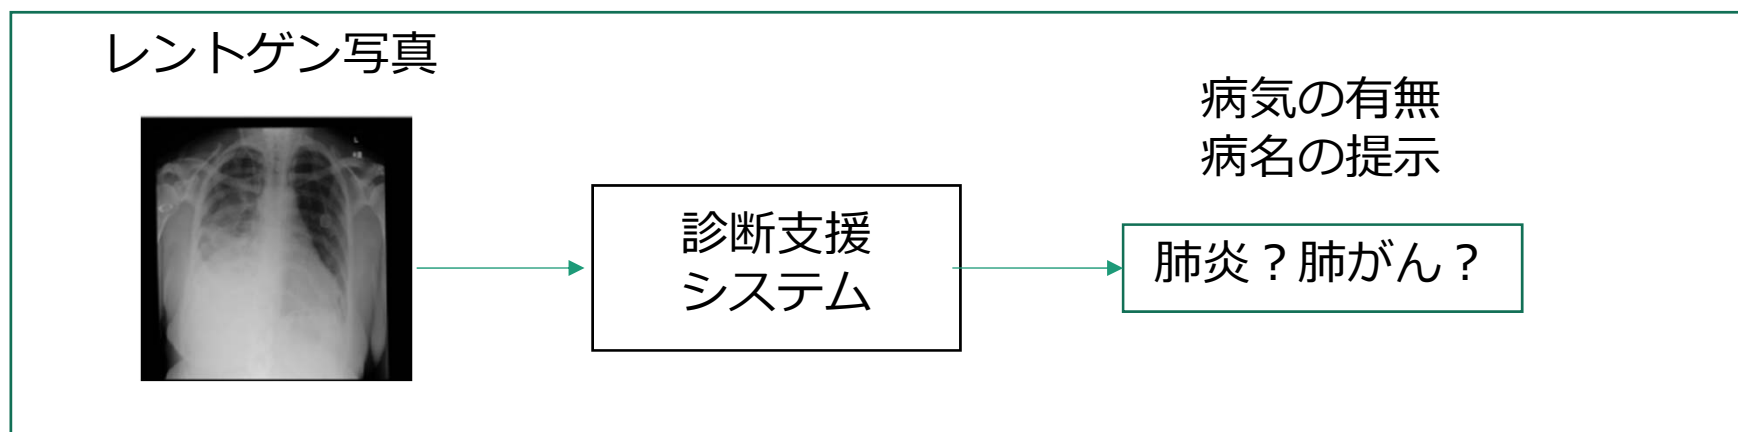 レントゲン写真
病気の有無
病名の提示
診断支援
システム
肺炎？肺がん？